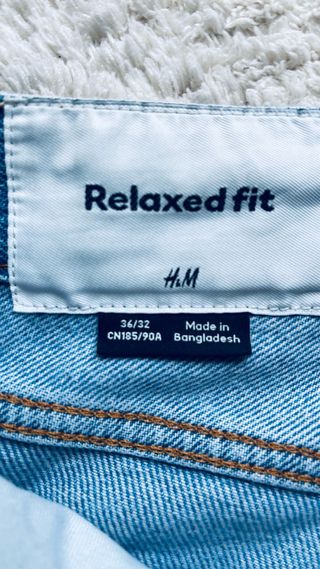 Relaxed fit
H&M
36/32
CN185/90A
Made in
Bangladesh